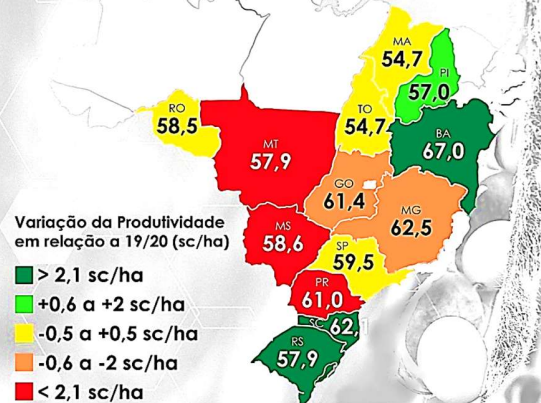 MA
54,7
PI
57,0
RO
58,5
TO
54,7
BA
67,0
MT
57,9
GO
61,4
MG
62,5
MS
58,6
SP
59,5
PR
61,0
SC 62,1
RS
57,9
Variação da Produtividade
em relação a 19/20 (sc/ha)
> 2,1 sc/ha
+0,6 a +2 sc/ha
-0,5 a +0,5 sc/ha
-0,6 a -2 sc/ha
< 2,1 sc/ha